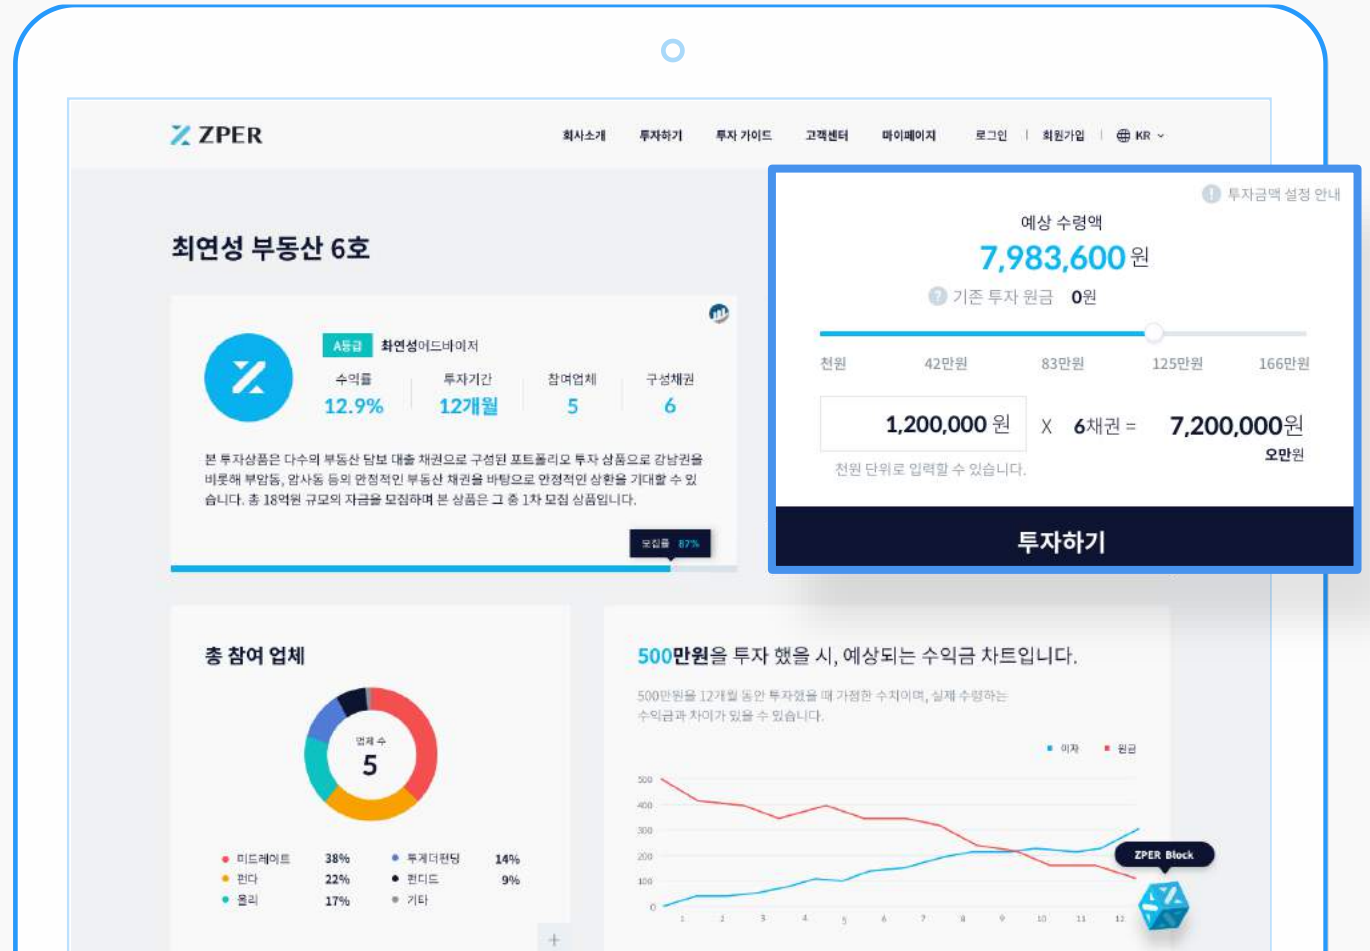 ZPER
회사소개 투자하기 투자 가이드 고객센터 마이페이지 로그인 회원가입 KR
투자금액 설정 안내
예상 수령액
7,983,600 원
기존 투자 원금 0원
천원 42만원 83만원 125만원 166만원
1,200,000 원 X 6채권 = 7,200,000원
오만원
천원 단위로 입력할 수 있습니다.
투자하기
최연성 부동산 6호
A등급 화연성어드바이저
수익률 투자기간 참여업체 구성채권
12.9% 12개월 5 6
본 투자상품은 다수의 부동산 담보 대출 채권으로 구성된 포트폴리오 투자 상품으로 강남권을
비롯해 부암동, 암사동 등의 안정적인 부동산 채권을 바탕으로 안정적인 상환을 기대할 수 있
습니다. 총 18억원 규모의 자금을 모집하며 본 상품은 그 중 1차 모집 상품입니다.
모집률 87%
총 참여 업체
업체 수
5
미드레이트 38% 투게더펀딩 14%
펀다 22% 펀디드 9%
올리 17% 기타
500만원을 투자 했을 시, 예상되는 수익금 차트입니다.
500만원을 12개월 동안 투자했을 때 가정한 수치이며, 실제 수령하는
수익금과 차이가 있을 수 있습니다.
이자 원금
500
400
300
200
100
0
1 2 3 4 5 6 7 8 9 10 11 12
ZPER Block